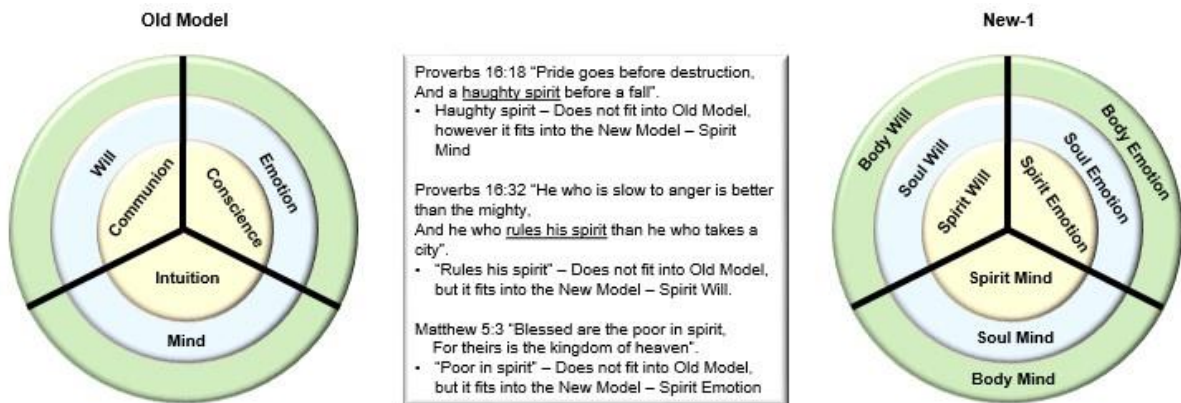 Old Model
Will
Communion
Emotion
Conscience
Intuition
Mind
Proverbs 16:18 “Pride goes before destruction,
And a haughty spirit before a fall”.
• Haughty spirit – Does not fit into Old Model,
however it fits into the New Model – Spirit
Mind
Proverbs 16:32 “He who is slow to anger is better
than the mighty,
And he who rules his spirit than he who takes a
city”.
• “Rules his spirit” – Does not fit into Old Model,
but it fits into the New Model – Spirit Will.
Matthew 5:3 “Blessed are the poor in spirit,
For theirs is the kingdom of heaven”.
• “Poor in spirit” – Does not fit into Old Model,
but it fits into the New Model – Spirit Emotion
New-1
Body Will
Soul Will
Spirit Will
Body Emotion
Soul Emotion
Spirit Emotion
Spirit Mind
Soul Mind
Body Mind